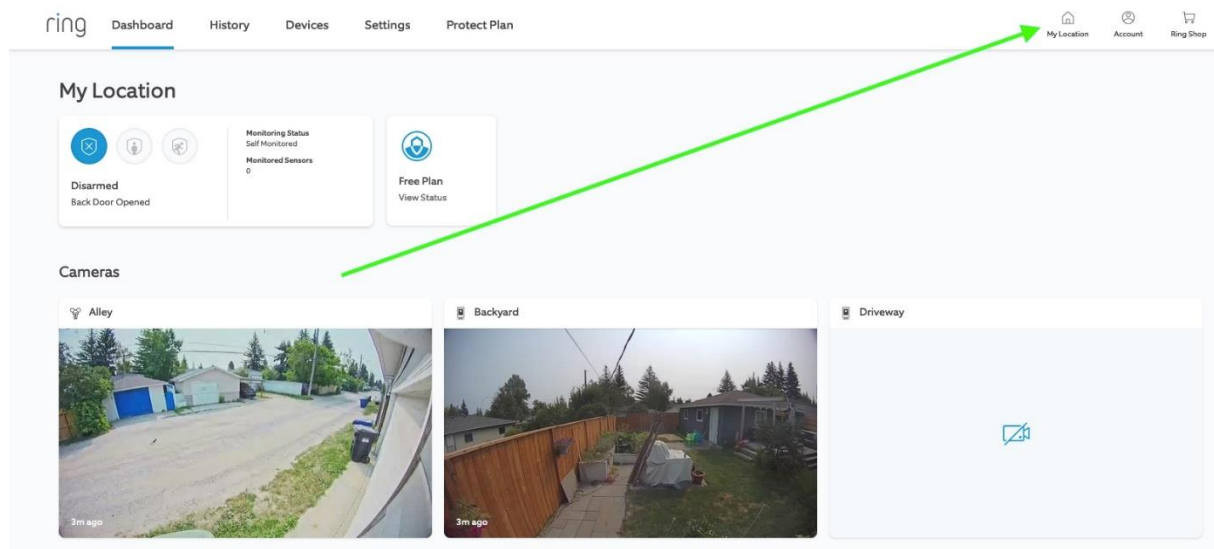 ring Dashboard History Devices Settings Protect Plan
My Location Account Ring Shop
My Location
Monitoring Status
Self Monitored
Monitored Sensors
0
Disarmed
Back Door Opened
Free Plan
View Status
Cameras
Alley
Backyard
Driveway
3m ago
3m ago